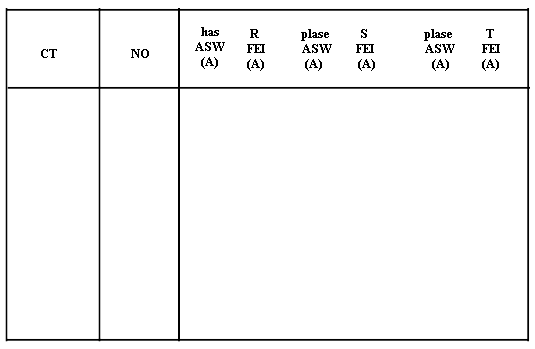 has R plase S plase T
CT NO ASW FEI ASW FEI ASW FEI
(A) (A) (A) (A) (A) (A)